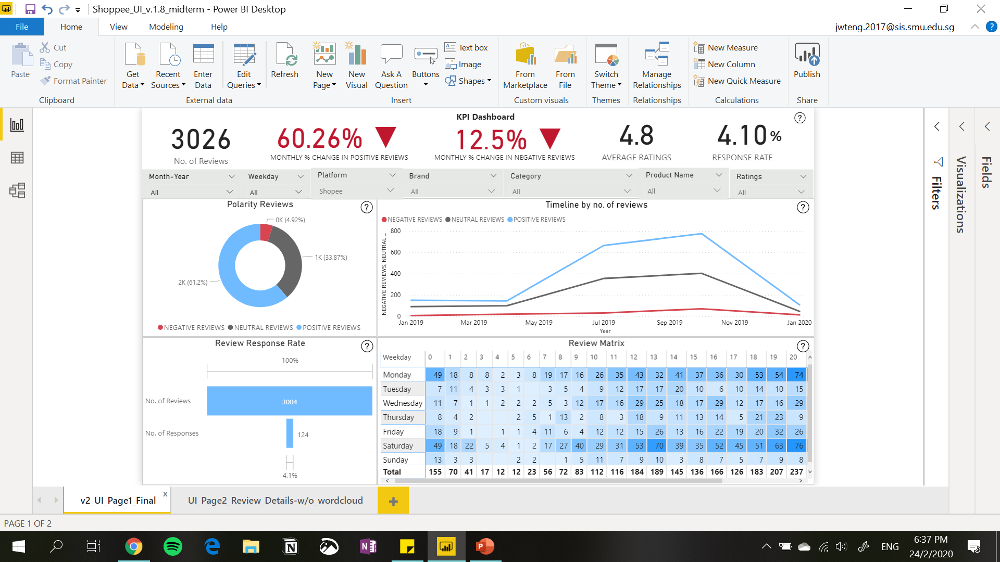 Shoppee_UI_v.1.8_midterm - Power BI Desktop
File Home View Modeling Help jwteng.2017@sis.smu.edu.sg ?
Paste
Cut
Copy
Format Painter
Clipboard
Get Data
Recent Sources
Enter Data
Edit Queries
Refresh
External data
New Page
New Visual
Ask A Question
Buttons
Text box
Image
Shapes
Insert
From Marketplace
From File
Custom visuals
Switch Theme
Themes
Manage Relationships
Relationships
New Measure
New Column
New Quick Measure
Calculations
Publish
Share
KPI Dashboard
?
3026
No. of Reviews
60.26%
MONTHLY % CHANGE IN POSITIVE REVIEWS
12.5%
MONTHLY % CHANGE IN NEGATIVE REVIEWS
4.8
AVERAGE RATINGS
4.10%
RESPONSE RATE
Month-Year Weekday Platform Brand Category Product Name Ratings
All All Shopee All All All All
Polarity Reviews
?
0K (4.92%)
1K (33.87%)
2K (61.2%)
NEGATIVE REVIEWS NEUTRAL REVIEWS POSITIVE REVIEWS
Timeline by no. of reviews
?
NEGATIVE REVIEWS NEUTRAL REVIEWS POSITIVE REVIEWS
NEGATIVE REVIEWS, NEUTRAL ...
800
600
400
200
0
Jan 2019 Mar 2019 May 2019 Jul 2019 Sep 2019 Nov 2019 Jan 2020
Year
Review Response Rate
?
100%
No. of Reviews 3004
No. of Responses 124
4.1%
Review Matrix
?
Weekday 0 1 2 3 4 5 6 7 8 9 10 11 12 13 14 15 16 17 18 19 20
Monday 49 18 8 8 2 3 8 19 17 16 26 35 43 32 41 37 36 30 53 54 74
Tuesday 7 11 4 3 3 1 3 5 4 9 12 17 17 20 10 6 10 14 10 15
Wednesday 11 7 1 1 2 2 2 5 3 12 17 16 29 25 18 17 29 12 17 16 29
Thursday 8 4 2 2 5 1 13 2 8 3 18 9 11 13 14 5 21 23 9
Friday 18 9 1 1 1 4 11 6 4 12 12 15 26 13 16 22 19 20 32 26
Saturday 49 18 22 5 4 1 2 17 27 40 29 31 53 70 39 35 52 45 51 63 76
Sunday 13 3 3 2 2 1 5 11 7 9 10 3 8 7 5 7 9 8
Total 155 70 41 17 12 12 23 56 72 83 112 116 184 189 145 136 166 126 183 207 237
Filters
Visualizations
Fields
v2_UI_Page1_Final x
UI_Page2_Review_Details-w/o_wordcloud
+
PAGE 1 OF 2
ENG
6:37 PM
24/2/2020